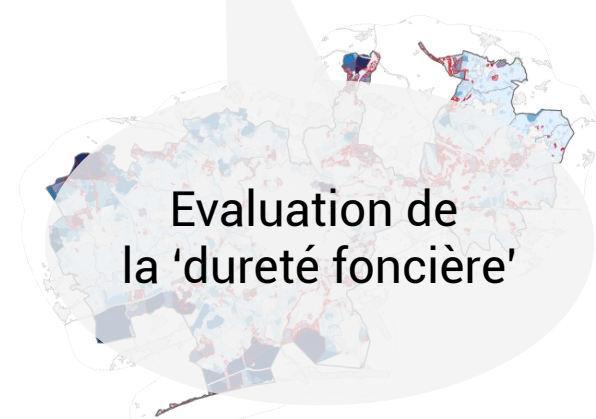 Evaluation de
la ‘dureté foncière'